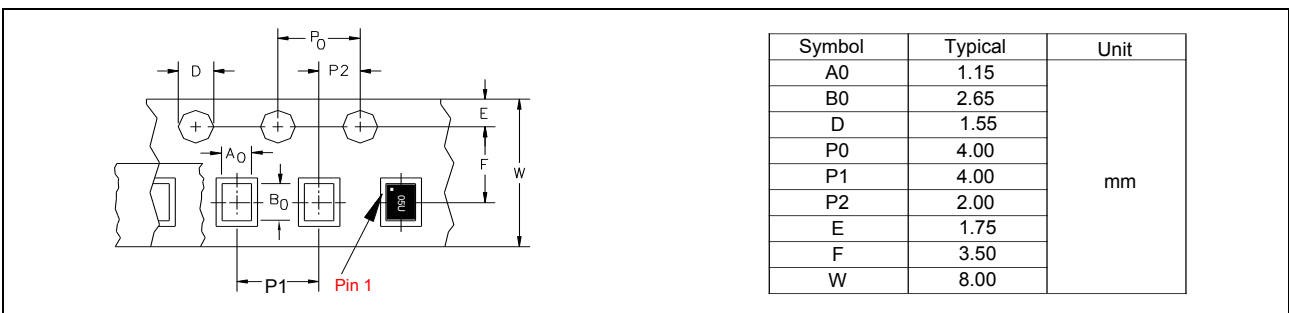 P0
D
P2
E
A0
F
W
B0
05U
P1
Pin 1
Symbol Typical Unit
A0 1.15
B0 2.65
D 1.55
P0 4.00
P1 4.00 mm
P2 2.00
E 1.75
F 3.50
W 8.00